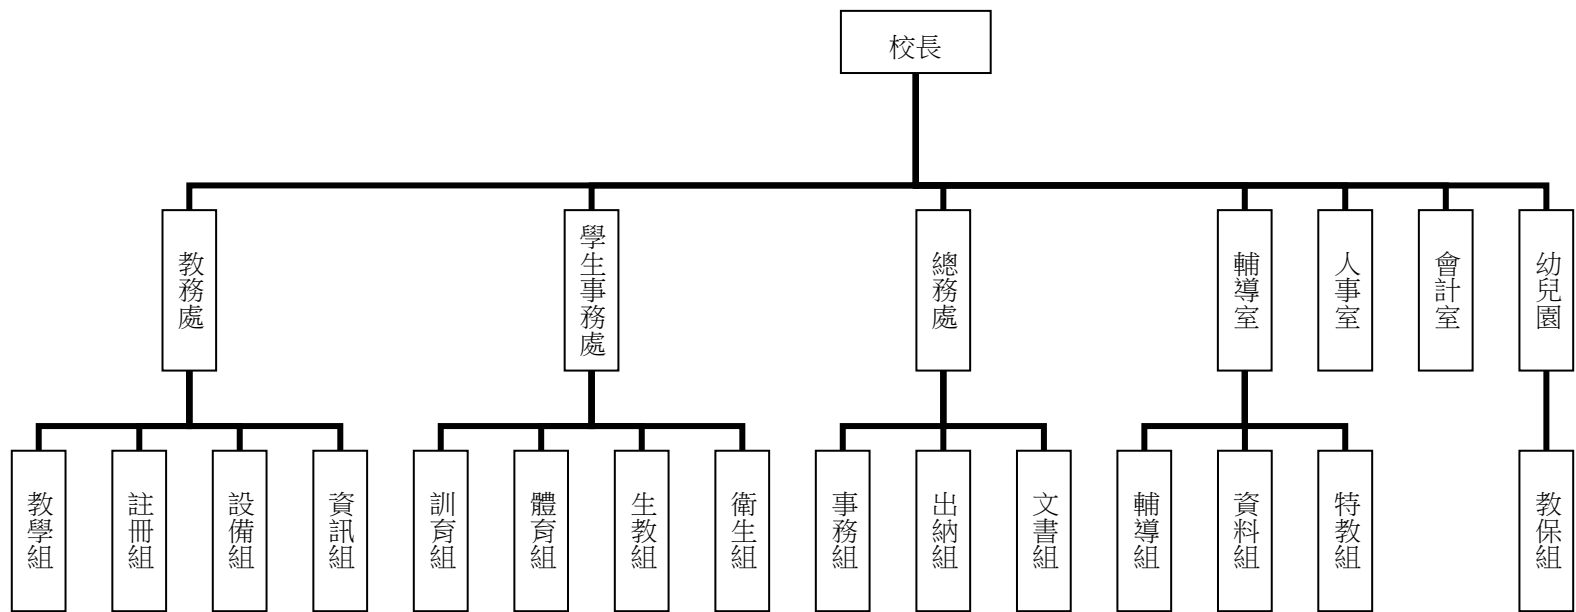 校長
教務處
學生事務處
總務處
輔導室
人事室
會計室
幼兒園
教學組
註冊組
設備組
資訊組
訓育組
體育組
生教組
衛生組
事務組
出納組
文書組
輔導組
資料組
特教組
教保組